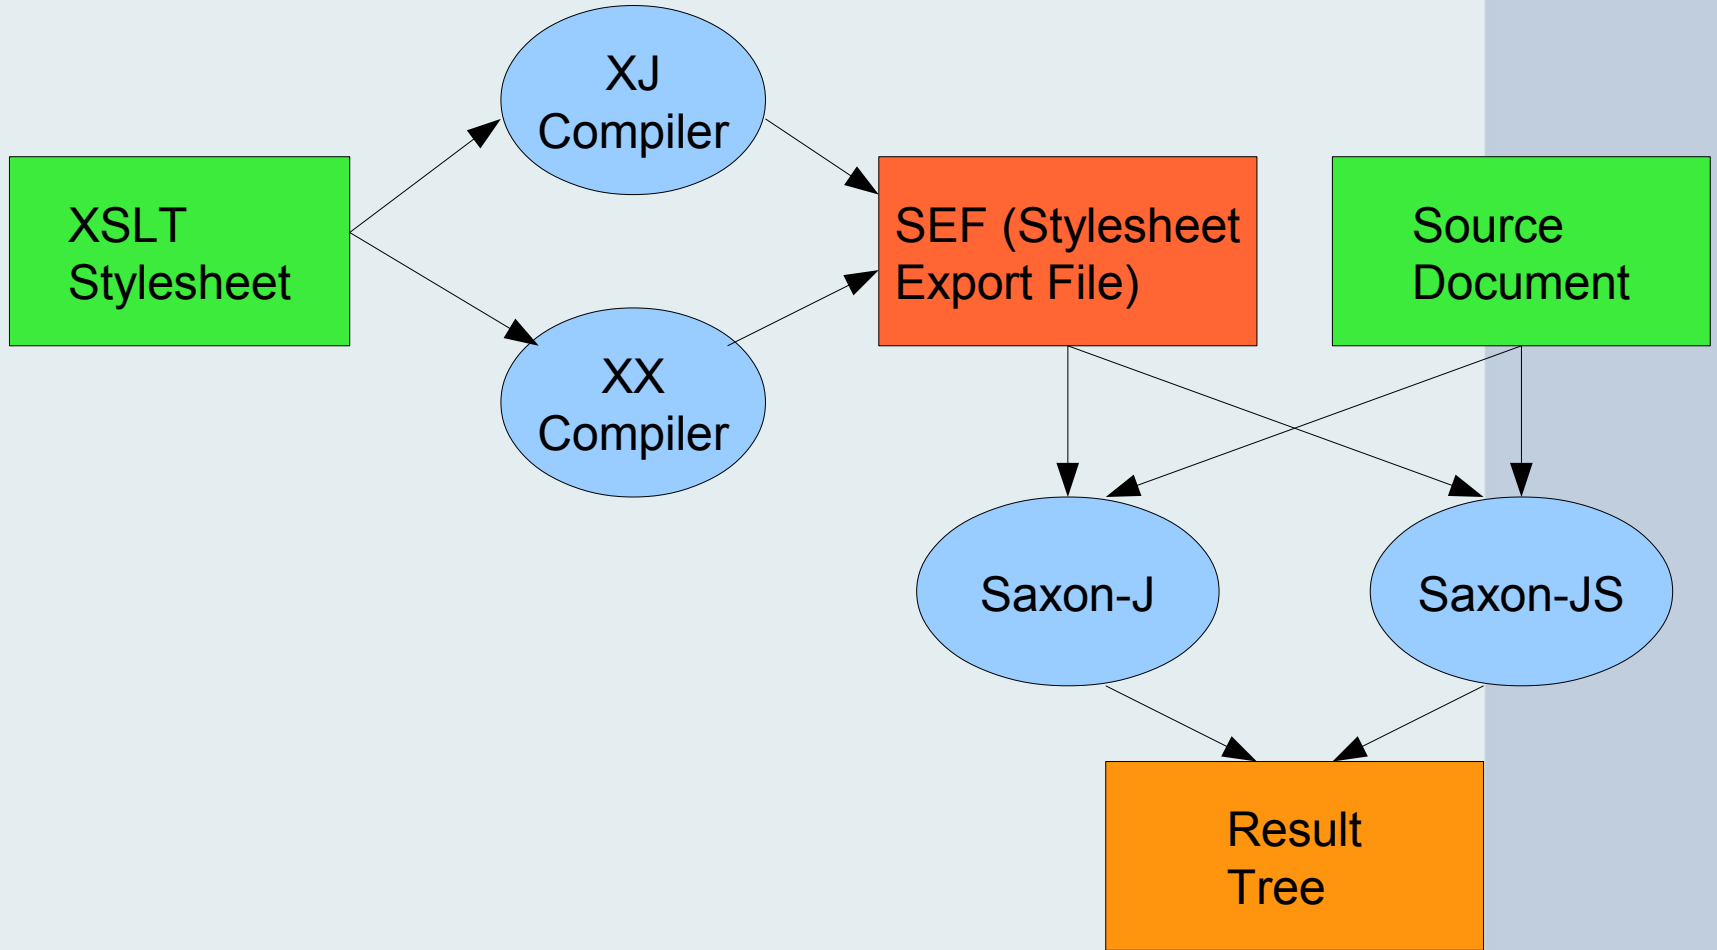 XJ
Compiler
XSLT
Stylesheet
SEF (Stylesheet
Export File)
Source
Document
XX
Compiler
Saxon-J
Saxon-JS
Result
Tree